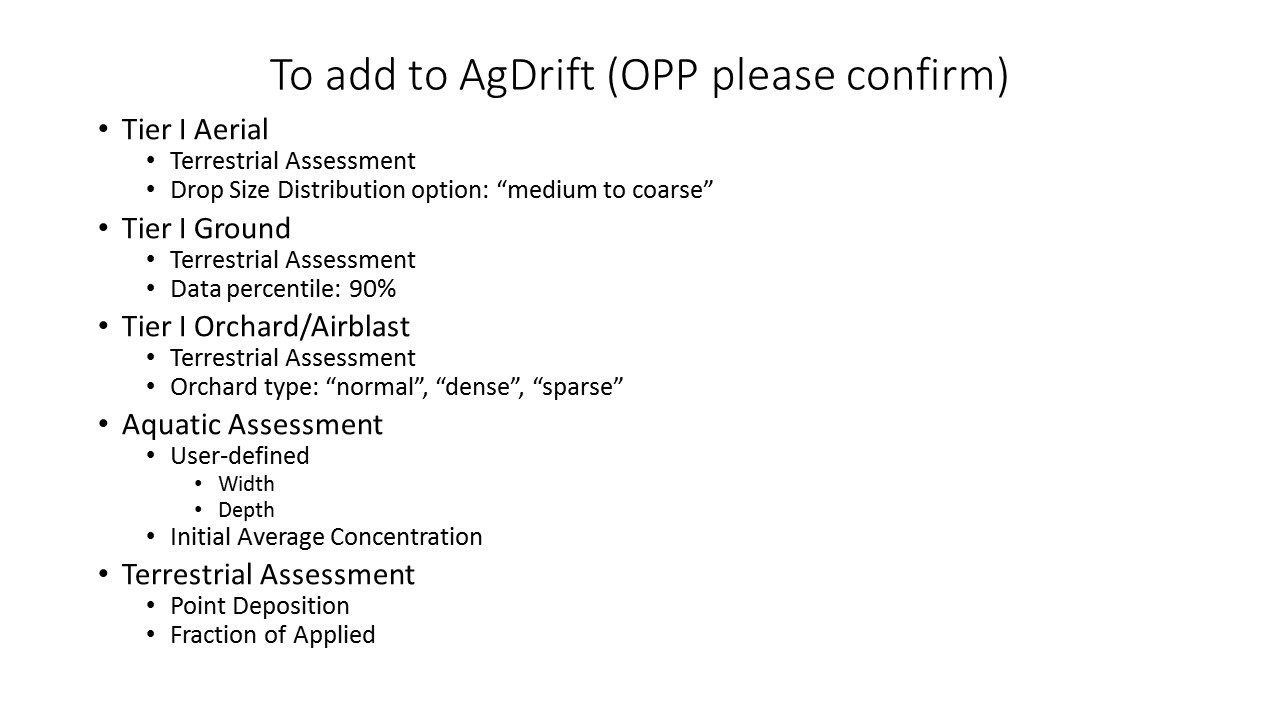 To add to AgDrift (OPP please confirm)
• Tier I Aerial
• Terrestrial Assessment
• Drop Size Distribution option: “medium to coarse”
• Tier I Ground
• Terrestrial Assessment
• Data percentile: 90%
• Tier I Orchard/Airblast
• Terrestrial Assessment
• Orchard type: “normal”, “dense”, “sparse”
• Aquatic Assessment
• User-defined
• Width
• Depth
• Initial Average Concentration
• Terrestrial Assessment
• Point Deposition
• Fraction of Applied